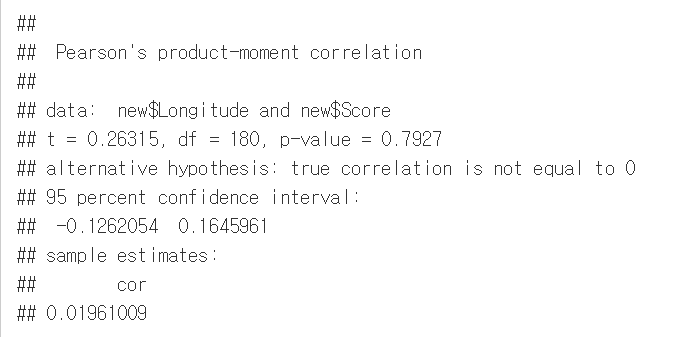 ##
##  Pearson's product-moment correlation
##
## data:  new$Longitude and new$Score
## t = 0.26315, df = 180, p-value = 0.7927
## alternative hypothesis: true correlation is not equal to 0
## 95 percent confidence interval:
##  -0.1262054  0.1645961
## sample estimates:
##        cor
## 0.01961009